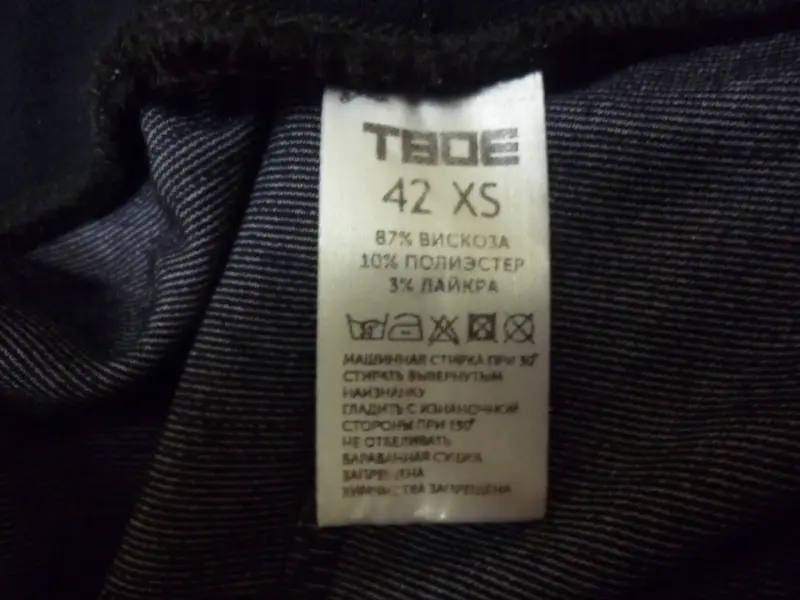 ТВОЕ
42 XS
87% ВИСКОЗА
10% ПОЛИЭСТЕР
3% ЛАЙКРА
МАШИННАЯ СТИРКА ПРИ 30°
СТИРАТЬ ВЫВЕРНУТЫМ
НАИЗНАНКУ
ГЛАДИТЬ С ИЗНАНОЧНОЙ
СТОРОНЫ ПРИ 150°
НЕ ОТБЕЛИВАТЬ
БАРАБАННАЯ СУШКА
ЗАПРЕЩЕНА
ХИМЧИСТКА ЗАПРЕЩЕНА